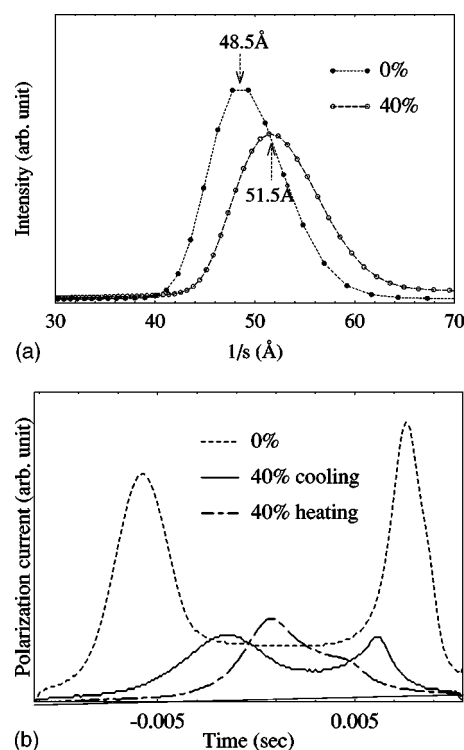 48.5Å
0%
40%
51.5Å
Intensity (arb. unit)
30 40 50 60 70
(a) 1/s (Å)
0%
40% cooling
40% heating
Polarization current (arb. unit)
-0.005 0.005
(b) Time (sec)